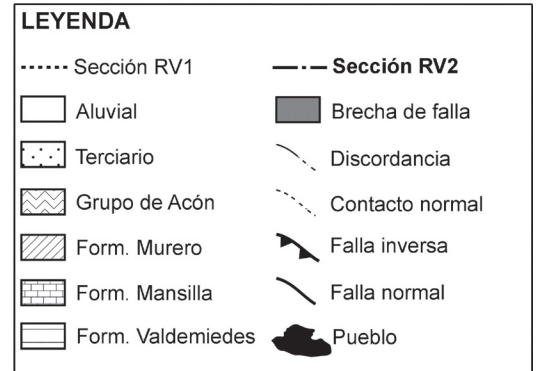 LEYENDA
Sección RV1
Sección RV2
Aluvial
Brecha de falla
Terciario
Discordancia
Grupo de Acón
Contacto normal
Form. Murero
Falla inversa
Form. Mansilla
Falla normal
Form. Valdemiedes
Pueblo